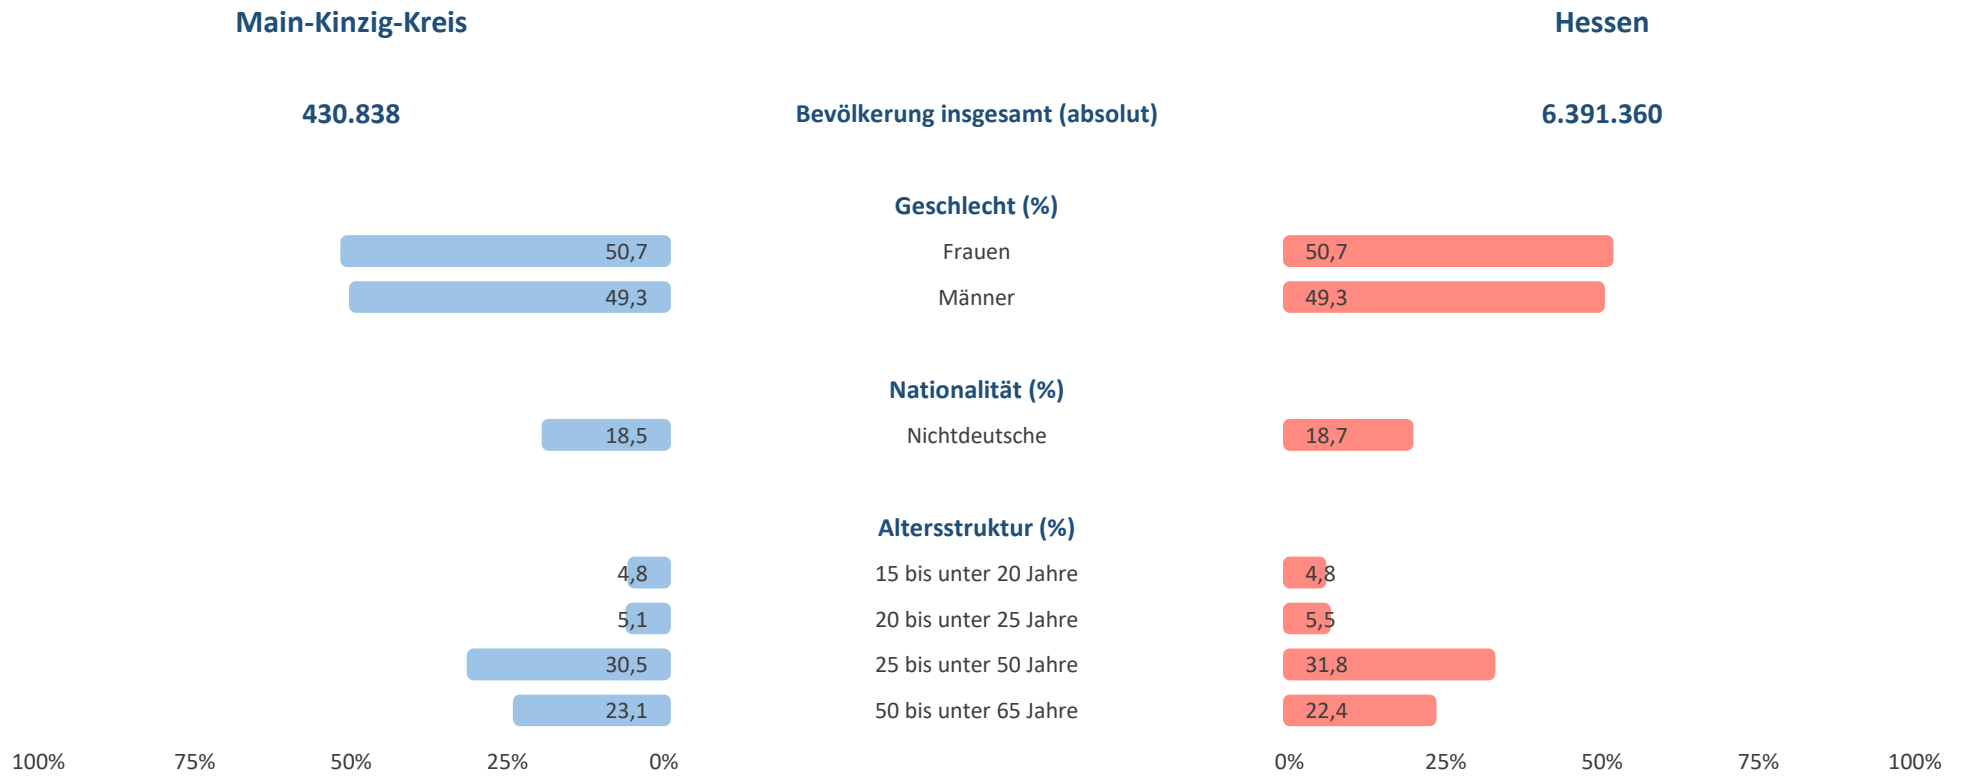 Main-Kinzig-Kreis Hessen
430.838 Bevölkerung insgesamt (absolut) 6.391.360
Geschlecht (%)
50,7 Frauen 50,7
49,3 Männer 49,3
Nationalität (%)
18,5 Nichtdeutsche 18,7
Altersstruktur (%)
4,8 15 bis unter 20 Jahre 4,8
5,1 20 bis unter 25 Jahre 5,5
30,5 25 bis unter 50 Jahre 31,8
23,1 50 bis unter 65 Jahre 22,4
100% 75% 50% 25% 0% 0% 25% 50% 75% 100%